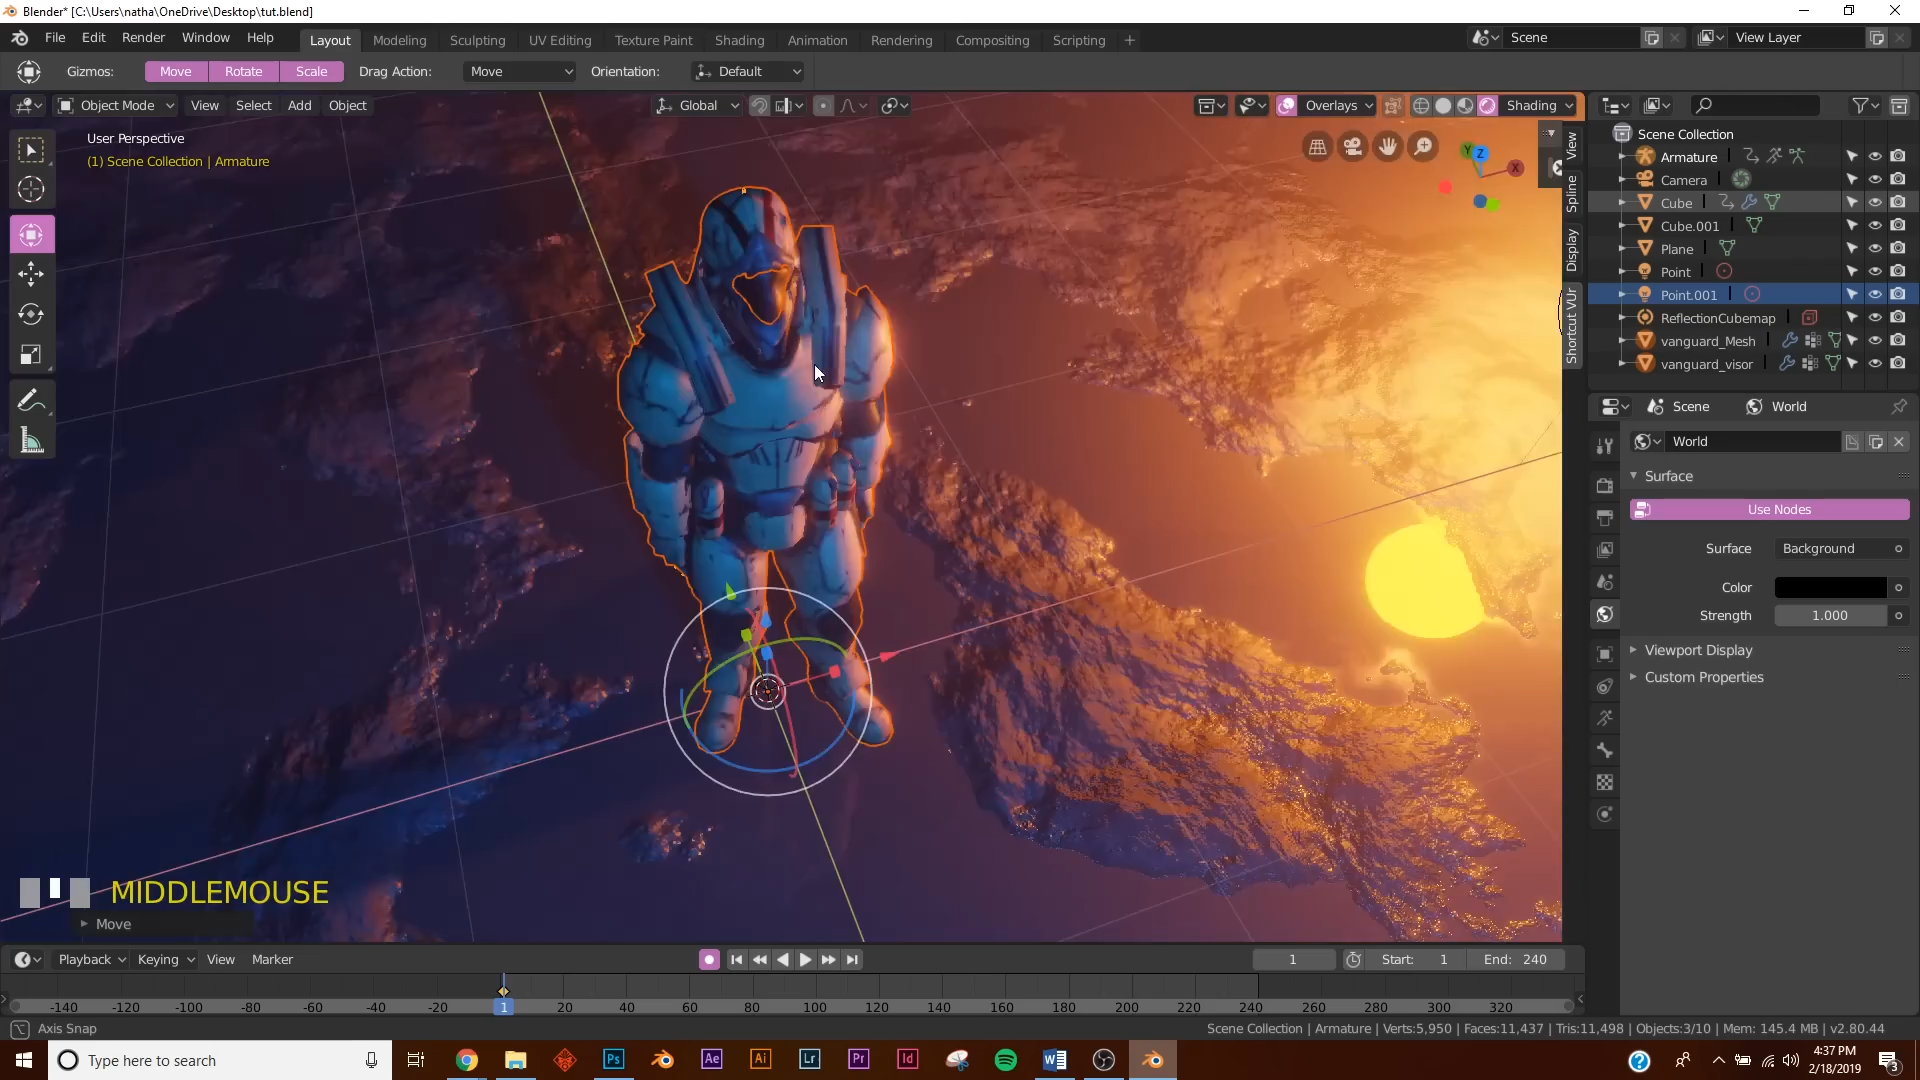 Blender* [C:\Users\natha\OneDrive\Desktop\tut.blend]
File Edit Render Window Help Layout Modeling Sculpting UV Editing Texture Paint Shading Animation Rendering Compositing Scripting + Scene View Layer
Gizmos: Move Rotate Scale Drag Action: Move Orientation: Default
Object Mode View Select Add Object Global Overlays Shading
User Perspective
(1) Scene Collection | Armature
Y Z X
View
Spline
Display
Shortcut VUr
Scene Collection
Armature
Camera
Cube
Cube.001
Plane
Point
Point.001
ReflectionCubemap
vanguard_Mesh
vanguard_visor
Scene World
World
Surface
Use Nodes
Surface Background
Color
Strength 1.000
Viewport Display
Custom Properties
MIDDLEMOUSE
Move
Playback Keying View Marker 1 Start: 1 End: 240
-140 -120 -100 -80 -60 -40 -20 1 20 40 60 80 100 120 140 160 180 200 220 240 260 280 300 320
Axis Snap Scene Collection | Armature | Verts:5,950 | Faces:11,437 | Tris:11,498 | Objects:3/10 | Mem: 145.4 MB | v2.80.44
Type here to search Ps Ae Ai Lr Pr Id W ? 4:37 PM
2/18/2019 3